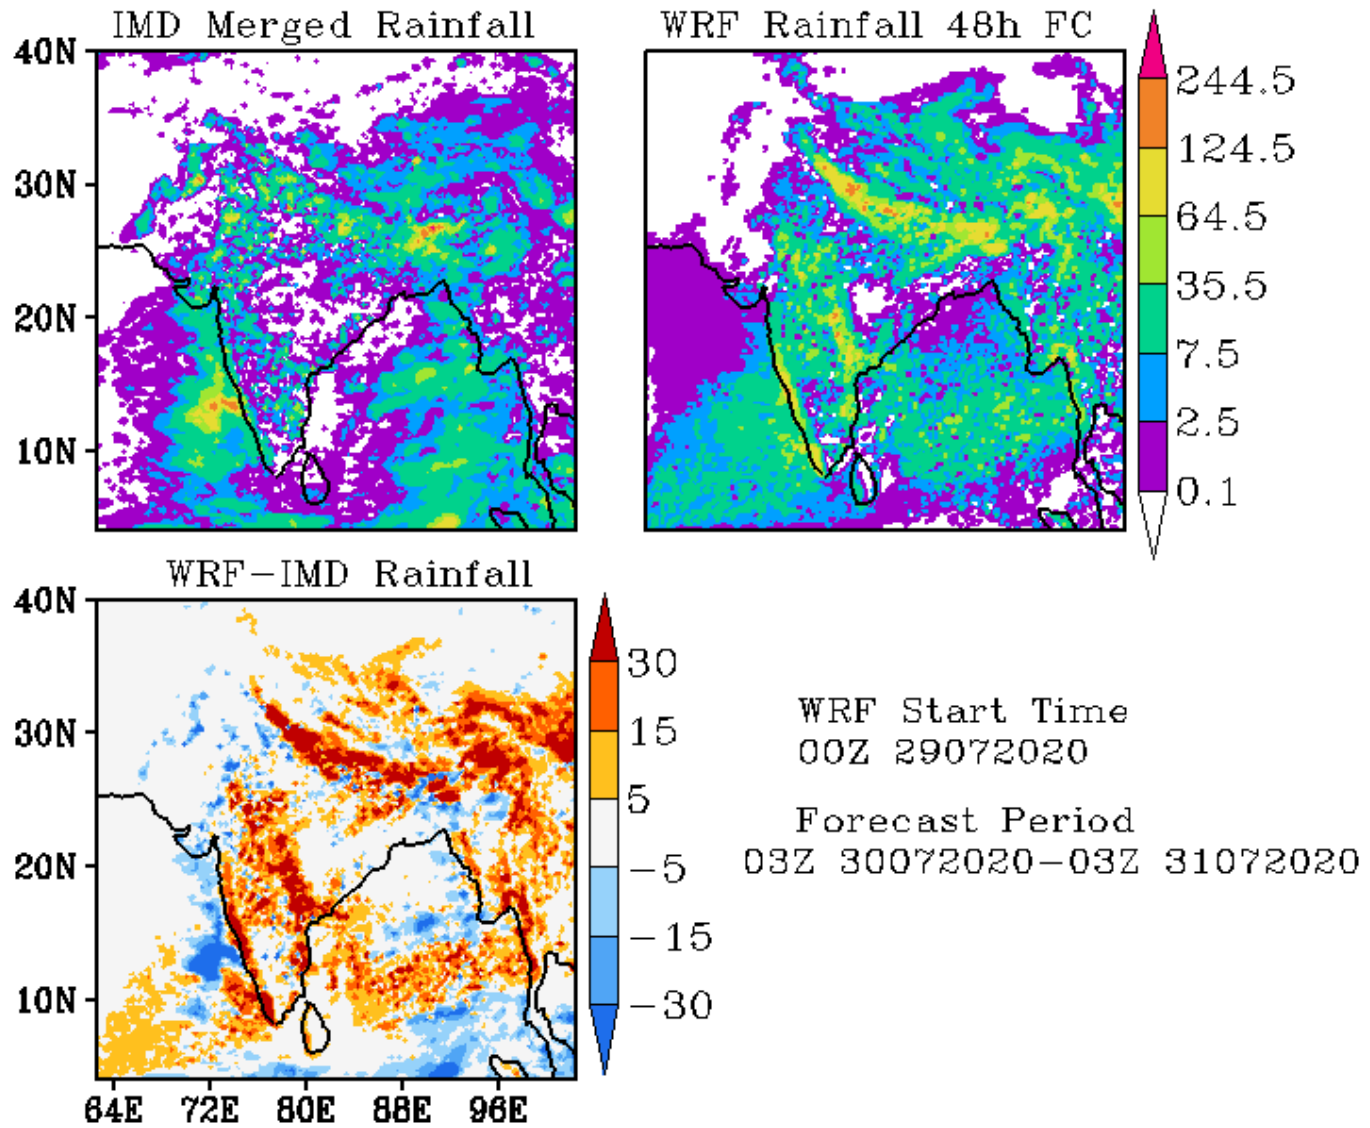 IMD Merged Rainfall
WRF Rainfall 48h FC
40N
30N
20N
10N
244.5
124.5
64.5
35.5
7.5
2.5
0.1
WRF-IMD Rainfall
40N
30N
20N
10N
64E 72E 80E 88E 96E
30
15
5
-5
-15
-30
WRF Start Time
00Z 29072020
Forecast Period
03Z 30072020-03Z 31072020